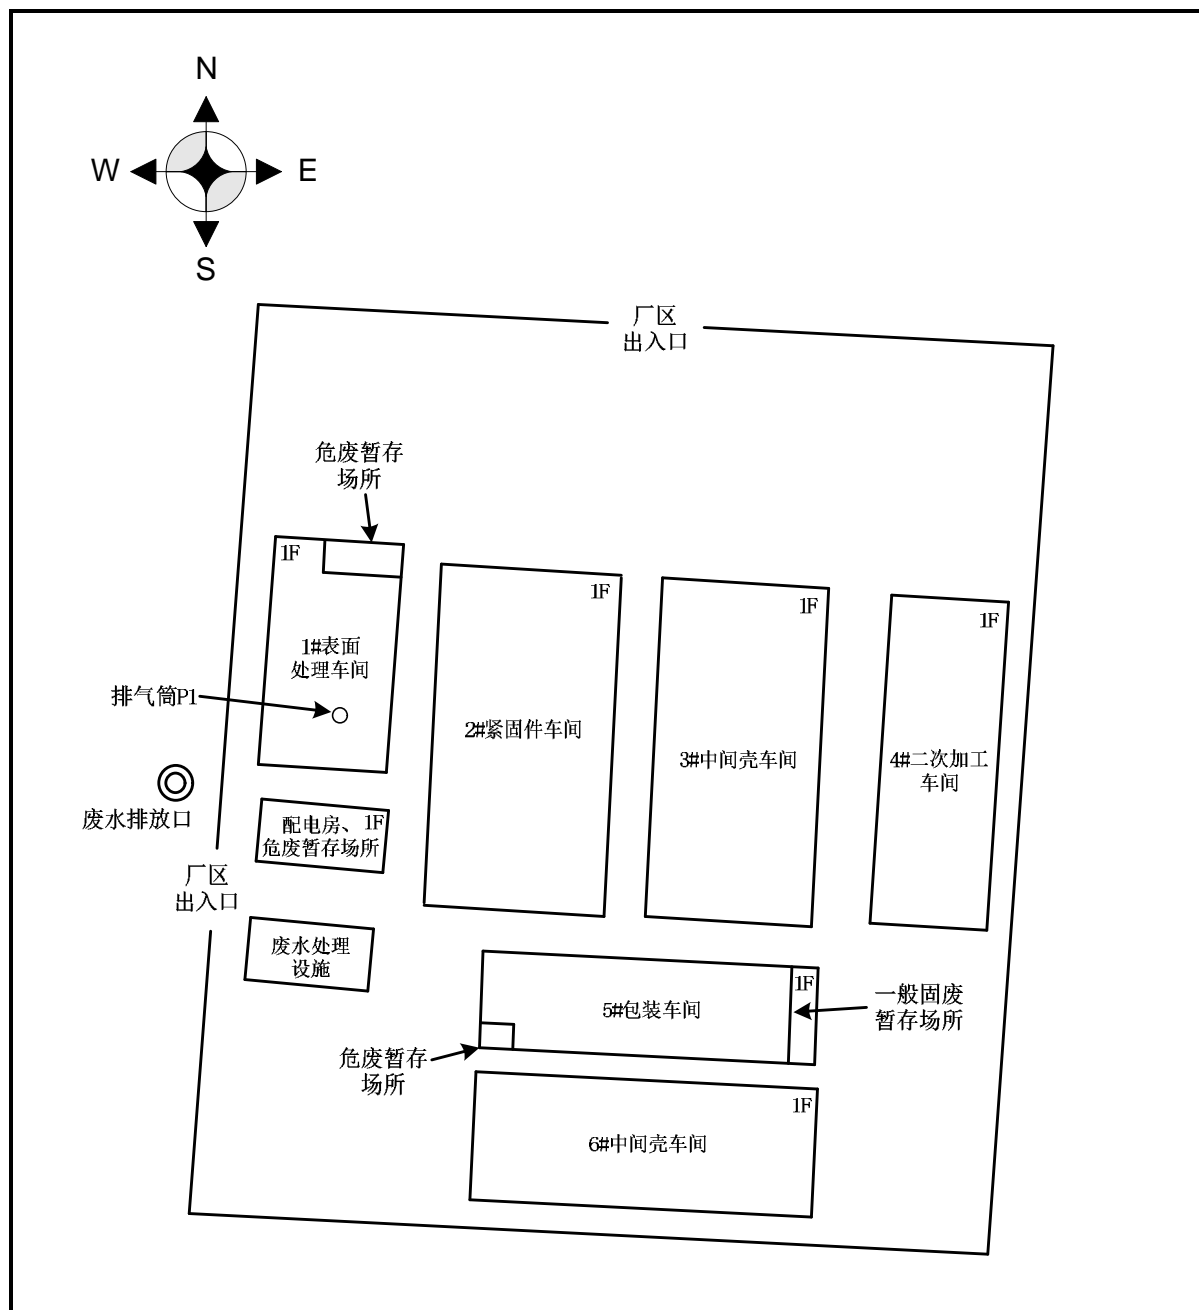 N
W
E
S
厂区
出入口
危废暂存
场所
1F
1#表面
处理车间
排气筒P1
1F
2#紧固件车间
1F
3#中间壳车间
1F
4#二次加工
车间
废水排放口
配电房、 1F
危废暂存场所
厂区
出入口
废水处理
设施
1F
5#包装车间
一般固废
暂存场所
危废暂存
场所
1F
6#中间壳车间